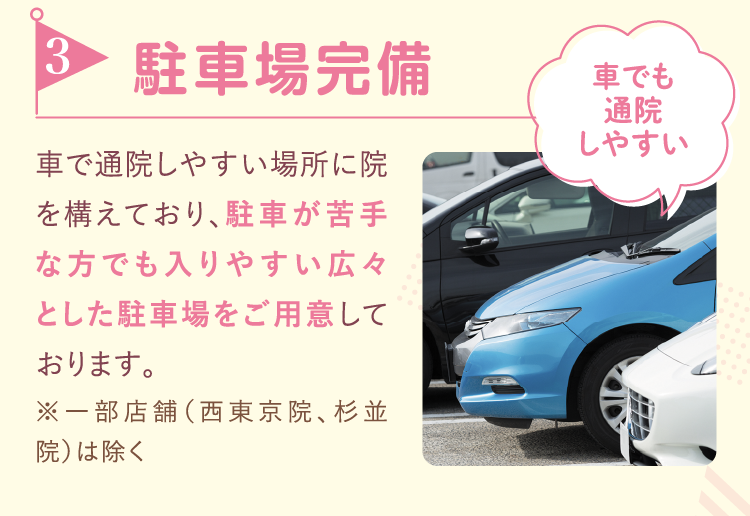 3
駐車場完備
車でも
通院
しやすい
車で通院しやすい場所に院
を構えており、駐車が苦手
な方でも入りやすい広々
とした駐車場をご用意して
おります。
※一部店舗(西東京院、杉並
院)は除く